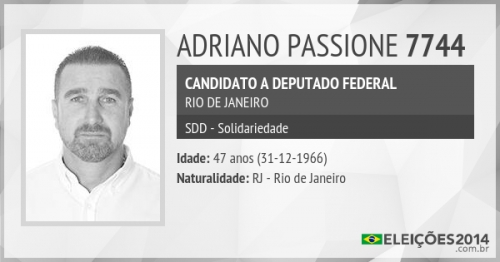 ADRIANO PASSIONE 7744
CANDIDATO A DEPUTADO FEDERAL
RIO DE JANEIRO
SDD - Solidariedade
Idade: 47 anos (31-12-1966)
Naturalidade: RJ - Rio de Janeiro
ELEIÇÕES2014
.com.br